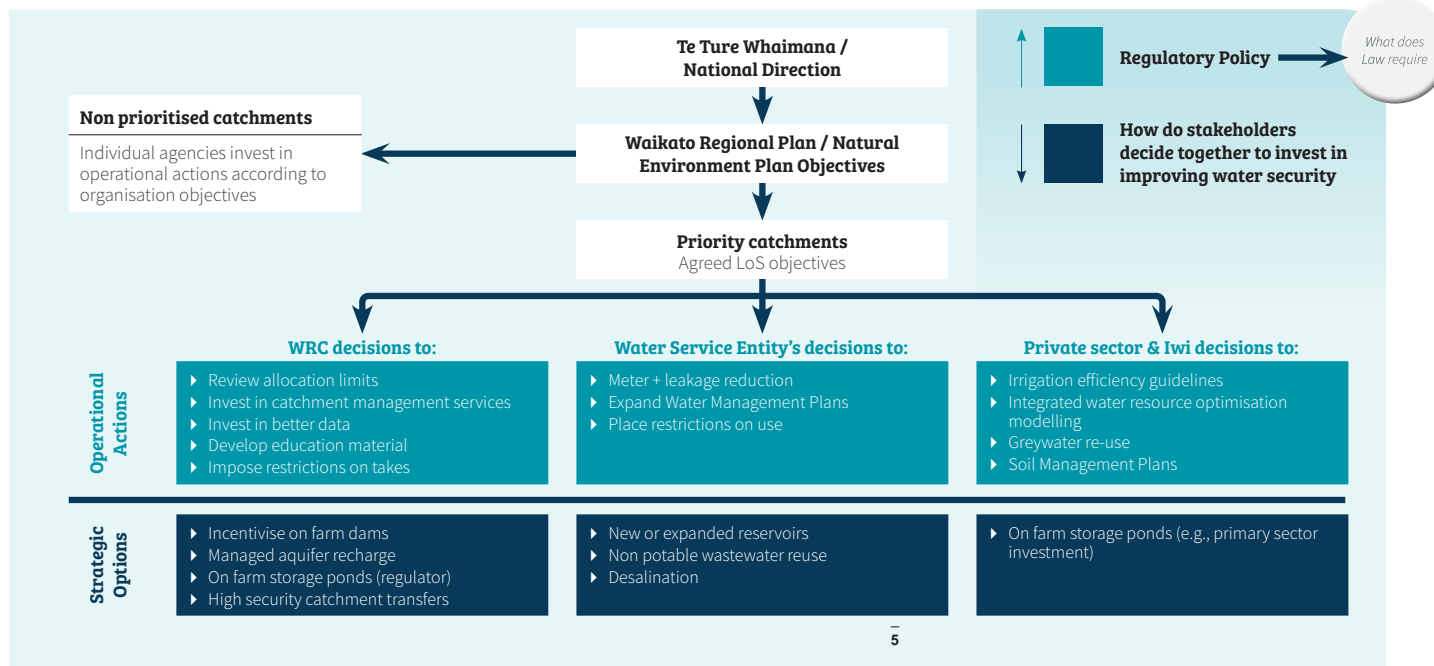 Te Ture Whaimana /
National Direction
Regulatory Policy
What does
Law require
Non prioritised catchments
Individual agencies invest in
operational actions according to
organisation objectives
Waikato Regional Plan / Natural
Environment Plan Objectives
How do stakeholders
decide together to invest in
improving water security
Priority catchments
Agreed LoS objectives
WRC decisions to:
Water Service Entity's decisions to:
Private sector & Iwi decisions to:
Operational
Actions
Review allocation limits
Invest in catchment management services
Invest in better data
Develop education material
Impose restrictions on takes
Meter + leakage reduction
Expand Water Management Plans
Place restrictions on use
Irrigation efficiency guidelines
Integrated water resource optimisation
modelling
Greywater re-use
Soil Management Plans
Strategic
Options
Incentivise on farm dams
Managed aquifer recharge
On farm storage ponds (regulator)
High security catchment transfers
New or expanded reservoirs
Non potable wastewater reuse
Desalination
On farm storage ponds (e.g., primary sector
investment)
5